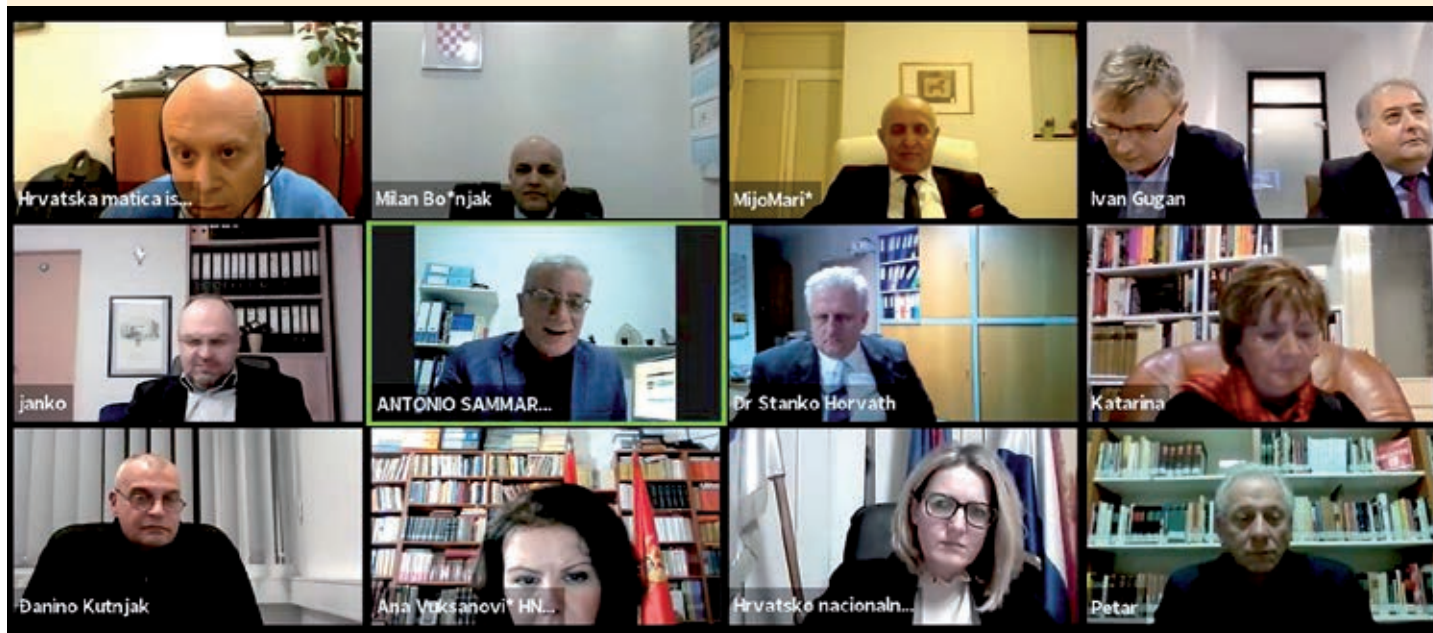 Hrvatska matica is...
Milan Bo*njak
MijoMari*
Ivan Gugan
janko
ANTONIO SAMMAR...
Dr Stanko Horvath
Katarina
Đanino Kutnjak
Ana Vuksanovi* HN...
Hrvatsko nacionaln...
Petar